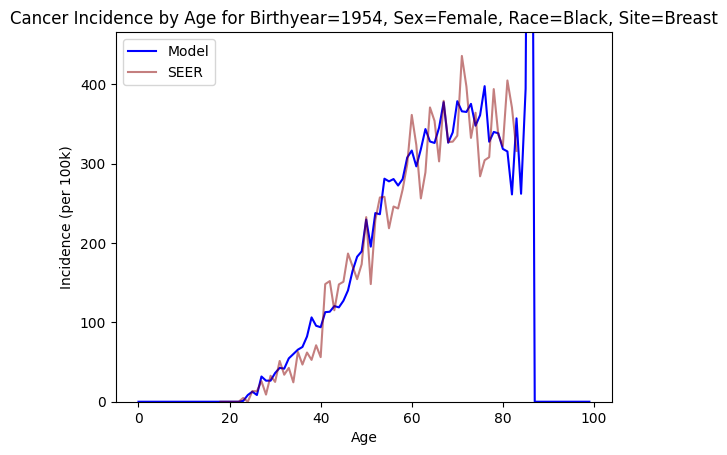 Cancer Incidence by Age for Birthyear=1954, Sex=Female, Race=Black, Site=Breast
Model
SEER
400
300
200
100
0
Incidence (per 100k)
0 20 40 60 80 100
Age